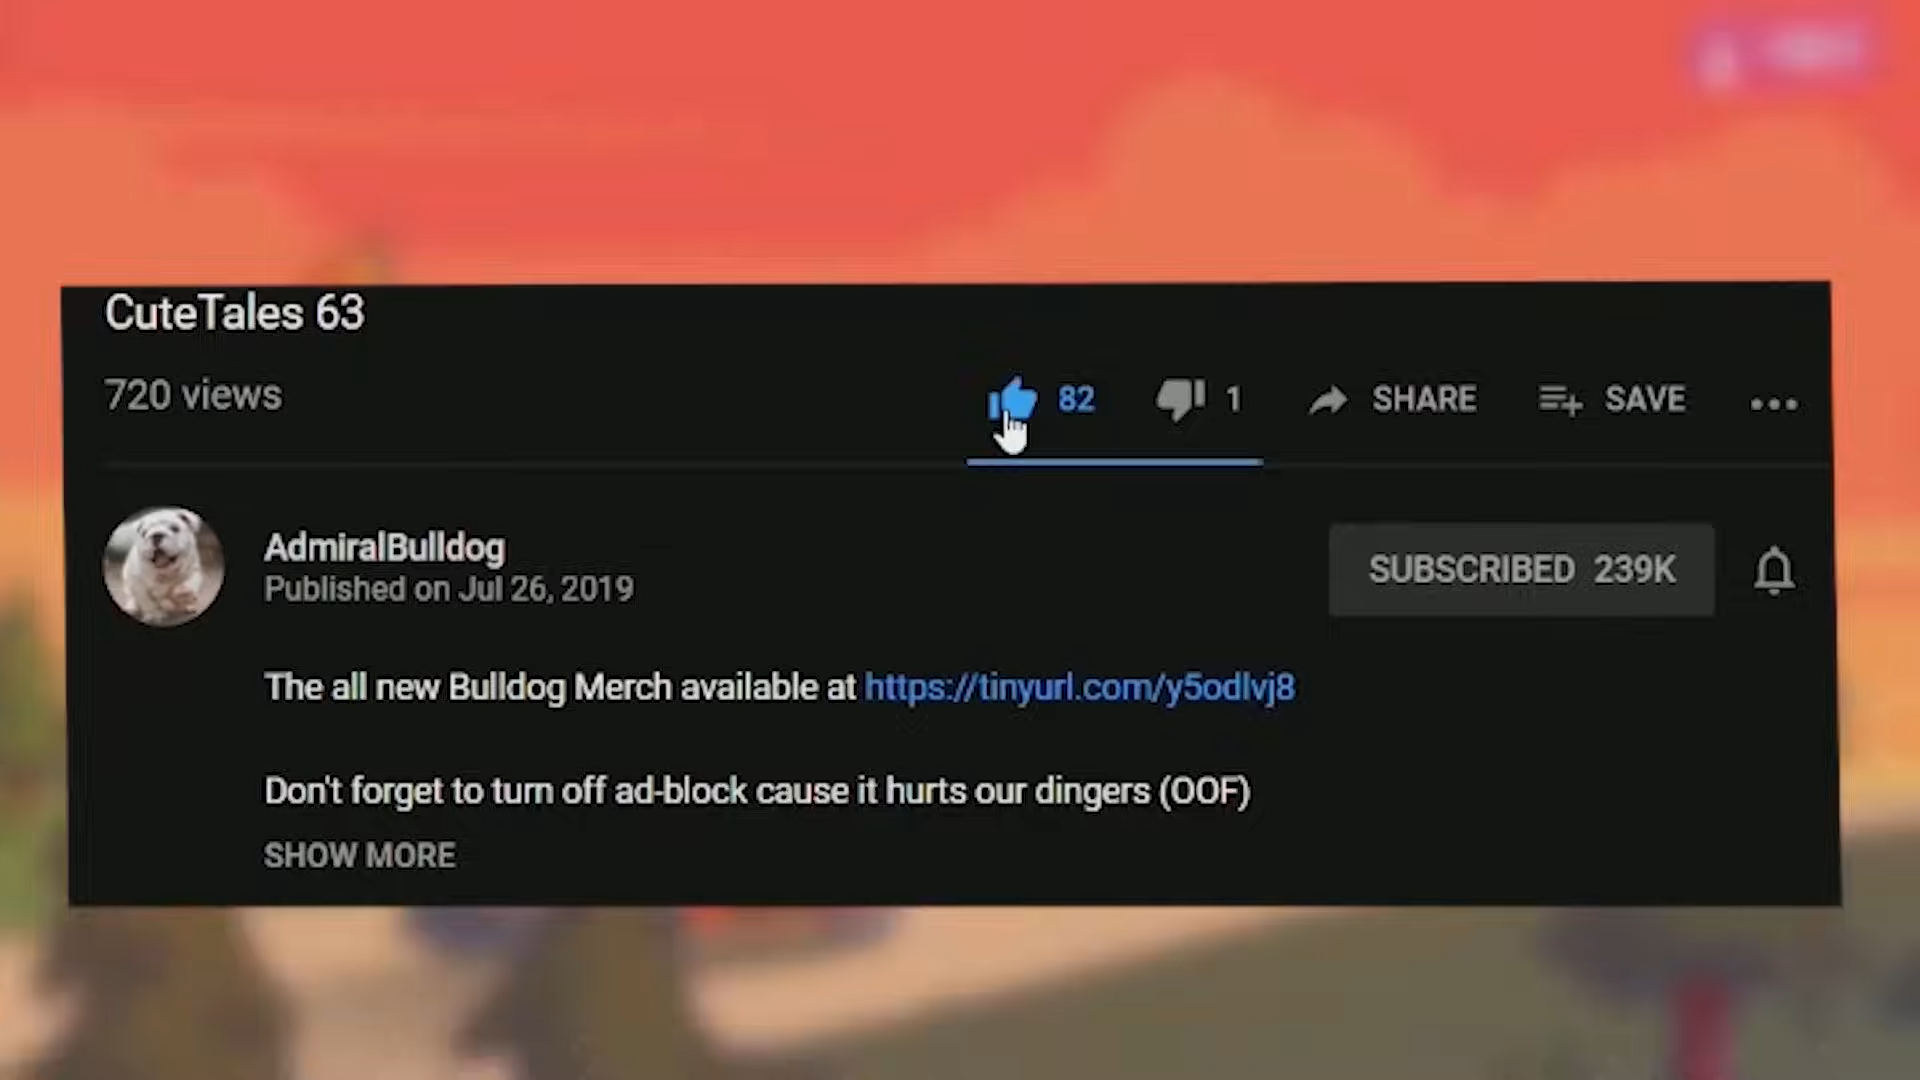 CuteTales 63
720 views
82 1 SHARE SAVE
AdmiralBulldog
Published on Jul 26, 2019
SUBSCRIBED 239K
The all new Bulldog Merch available at https://tinyurl.com/y5odlvj8
Don't forget to turn off ad-block cause it hurts our dingers (OOF)
SHOW MORE